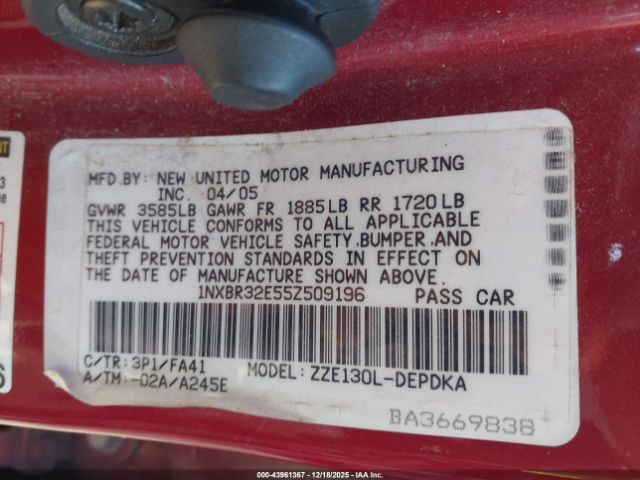 MFD.BY: NEW UNITED MOTOR MANUFACTURING
INC. 04/05
GVWR 3585LB GAWR FR 1885LB RR 1720LB
THIS VEHICLE CONFORMS TO ALL APPLICABLE
FEDERAL MOTOR VEHICLE SAFETY,BUMPER,AND
THEFT PREVENTION STANDARDS IN EFFECT ON
THE DATE OF MANUFACTURE SHOWN ABOVE.
1NXBR32E55Z509196 PASS CAR
C/TR: 3P1/FA41 MODEL: ZZE130L-DEPDKA
A/TM: -02A/A245E
BA3669838
000-43961367 - 12/18/2025 - IAAI.COM